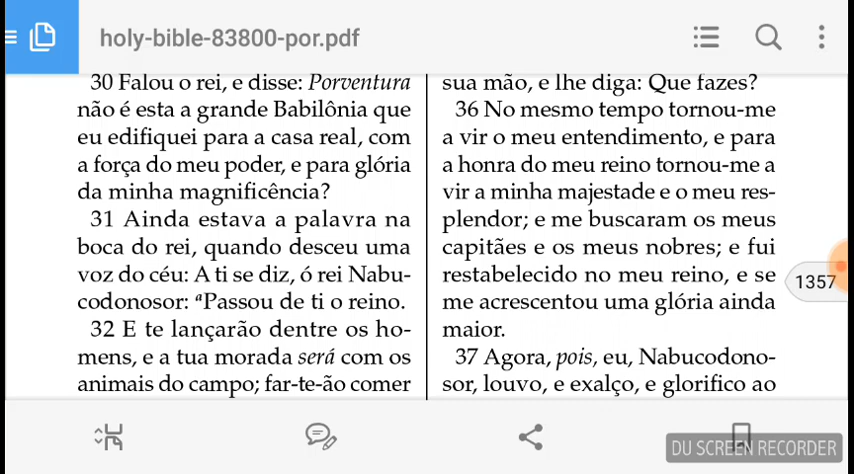 holy-bible-83800-por.pdf
30 Falou o rei, e disse: Porventura
não é esta a grande Babilônia que
eu edifiquei para a casa real, com
a força do meu poder, e para glória
da minha magnificência?
31 Ainda estava a palavra na
boca do rei, quando desceu uma
voz do céu: A ti se diz, ó rei Nabu-
codonosor: ᵃPassou de ti o reino.
32 E te lançarão dentre os ho-
mens, e a tua morada será com os
animais do campo; far-te-ão comer
sua mão, e lhe diga: Que fazes?
36 No mesmo tempo tornou-me
a vir o meu entendimento, e para
a honra do meu reino tornou-me a
vir a minha majestade e o meu res-
plendor; e me buscaram os meus
capitães e os meus nobres; e fui
restabelecido no meu reino, e se
me acrescentou uma glória ainda
maior.
37 Agora, pois, eu, Nabucodono-
sor, louvo, e exalço, e glorifico ao
1357
DU SCREEN RECORDER